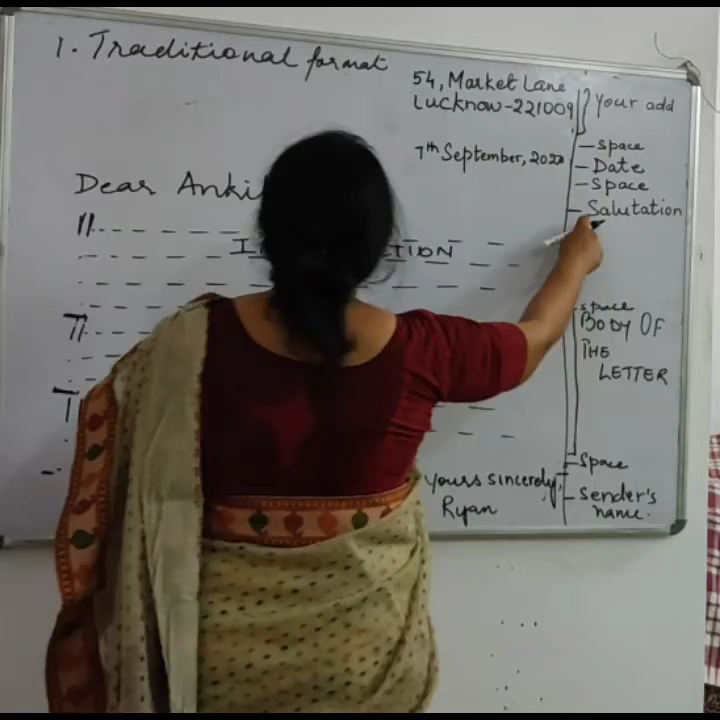 1. Traditional format
54, Market Lane
Lucknow-221009
Your add
7th September, 2020
Space
Date
Space
Salutation
Dear
Space
BODY OF
THE
LETTER
Space
Yours sincerely,
Ryan
Sender's
name.